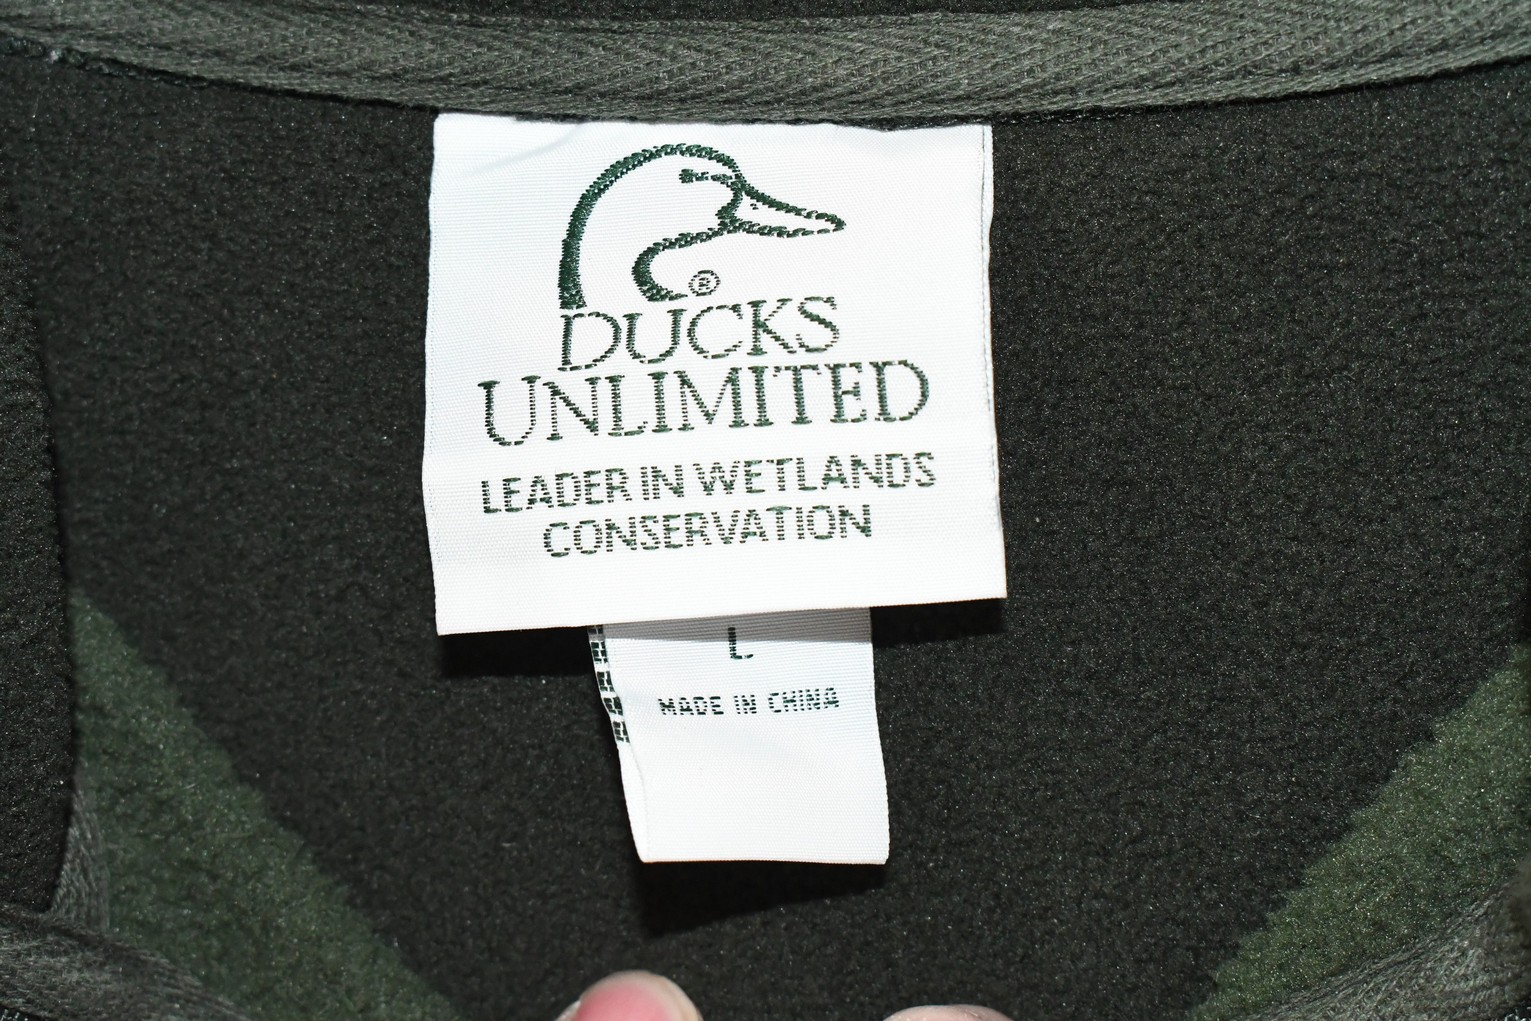 ®
DUCKS
UNLIMITED
LEADER IN WETLANDS
CONSERVATION
L
MADE IN CHINA